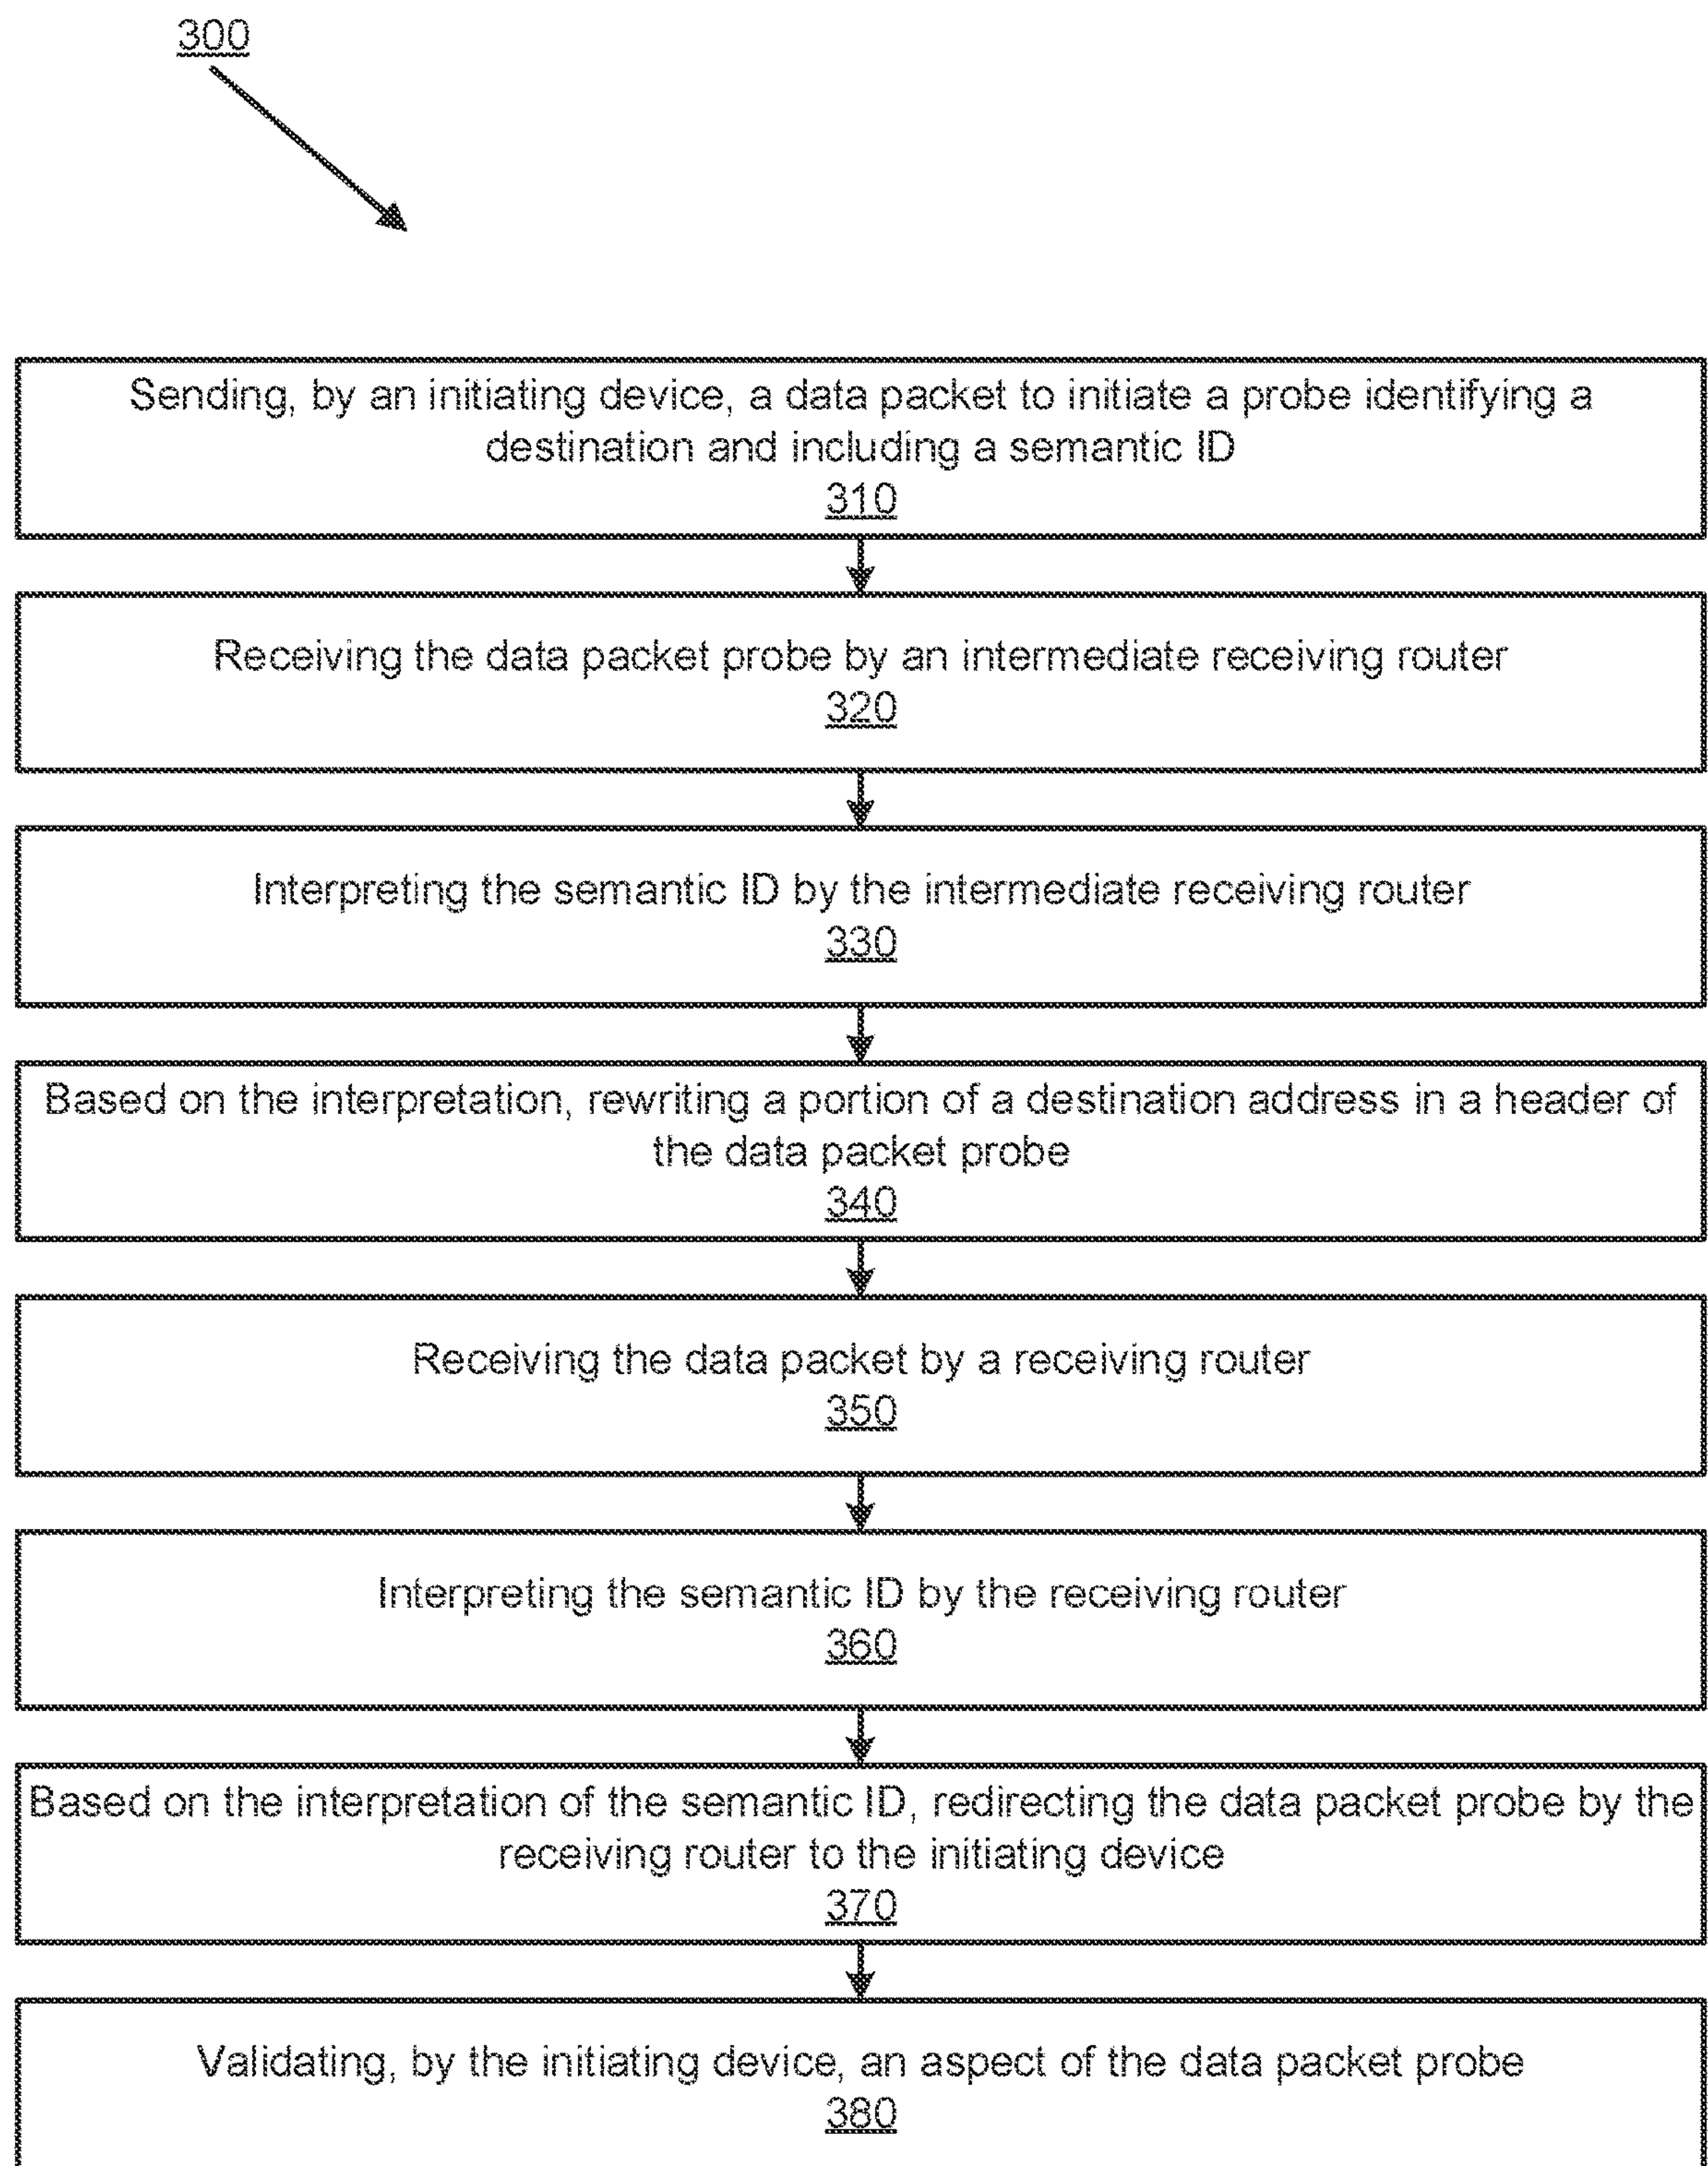 300
Sending, by an initiating device, a data packet to initiate a probe identifying a
destination and including a semantic ID
310
Receiving the data packet probe by an intermediate receiving router
320
Interpreting the semantic ID by the intermediate receiving router
330
Based on the interpretation, rewriting a portion of a destination address in a header of
the data packet probe
340
Receiving the data packet by a receiving router
350
Interpreting the semantic ID by the receiving router
360
Based on the interpretation of the semantic ID, redirecting the data packet probe by the
receiving router to the initiating device
370
Validating, by the initiating device, an aspect of the data packet probe
380